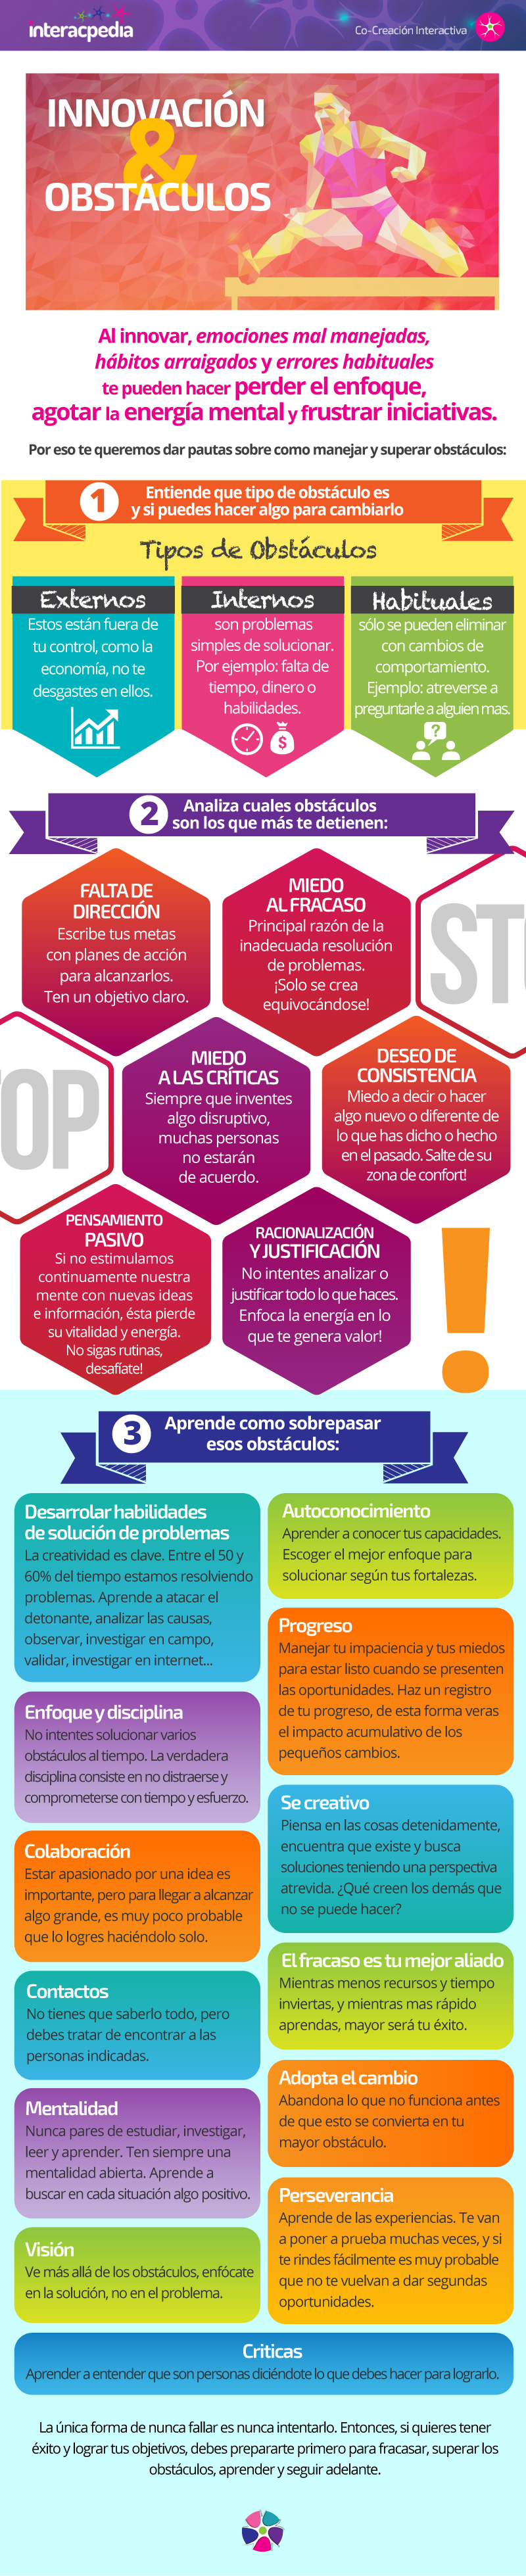 interacpedia
Co-Creación Interactiva
INNOVACIÓN
&
OBSTÁCULOS
Al innovar, emociones mal manejadas,
hábitos arraigados y errores habituales
te pueden hacer perder el enfoque,
agotar la energía mental y frustrar iniciativas.
Por eso te queremos dar pautas sobre como manejar y superar obstáculos:
1
Entiende que tipo de obstáculo es
y si puedes hacer algo para cambiarlo
Tipos de Obstáculos
Externos
Estos están fuera de
tu control, como la
economía, no te
desgastes en ellos.
Internos
son problemas
simples de solucionar.
Por ejemplo: falta de
tiempo, dinero o
habilidades.
$
Habituales
sólo se pueden eliminar
con cambios de
comportamiento.
Ejemplo: atreverse a
preguntarle a alguien mas.
?
2
Analiza cuales obstáculos
son los que más te detienen:
FALTA DE
DIRECCIÓN
Escribe tus metas
con planes de acción
para alcanzarlos.
Ten un objetivo claro.
MIEDO
AL FRACASO
Principal razón de la
inadecuada resolución
de problemas.
¡Solo se crea
equivocándose!
ST
OP
MIEDO
A LAS CRÍTICAS
Siempre que inventes
algo disruptivo,
muchas personas
no estarán
de acuerdo.
DESEO DE
CONSISTENCIA
Miedo a decir o hacer
algo nuevo o diferente de
lo que has dicho o hecho
en el pasado. Salte de su
zona de confort!
PENSAMIENTO
PASIVO
Si no estimulamos
continuamente nuestra
mente con nuevas ideas
e información, ésta pierde
su vitalidad y energía.
No sigas rutinas,
desafíate!
RACIONALIZACIÓN
Y JUSTIFICACIÓN
No intentes analizar o
justificar todo lo que haces.
Enfoca la energía en lo
que te genera valor!
!
3
Aprende como sobrepasar
esos obstáculos:
Desarrolar habilidades
de solución de problemas
La creatividad es clave. Entre el 50 y
60% del tiempo estamos resolviendo
problemas. Aprende a atacar el
detonante, analizar las causas,
observar, investigar en campo,
validar, investigar en internet...
Enfoque y disciplina
No intentes solucionar varios
obstáculos al tiempo. La verdadera
disciplina consiste en no distraerse y
comprometerse con tiempo y esfuerzo.
Colaboración
Estar apasionado por una idea es
importante, pero para llegar a alcanzar
algo grande, es muy poco probable
que lo logres haciéndolo solo.
Contactos
No tienes que saberlo todo, pero
debes tratar de encontrar a las
personas indicadas.
Mentalidad
Nunca pares de estudiar, investigar,
leer y aprender. Ten siempre una
mentalidad abierta. Aprende a
buscar en cada situación algo positivo.
Visión
Ve más allá de los obstáculos, enfócate
en la solución, no en el problema.
Autoconocimiento
Aprender a conocer tus capacidades.
Escoger el mejor enfoque para
solucionar según tus fortalezas.
Progreso
Manejar tu impaciencia y tus miedos
para estar listo cuando se presenten
las oportunidades. Haz un registro
de tu progreso, de esta forma veras
el impacto acumulativo de los
pequeños cambios.
Se creativo
Piensa en las cosas detenidamente,
encuentra que existe y busca
soluciones teniendo una perspectiva
atrevida. ¿Qué creen los demás que
no se puede hacer?
El fracaso es tu mejor aliado
Mientras menos recursos y tiempo
inviertas, y mientras mas rápido
aprendas, mayor será tu éxito.
Adopta el cambio
Abandona lo que no funciona antes
de que esto se convierta en tu
mayor obstáculo.
Perseverancia
Aprende de las experiencias. Te van
a poner a prueba muchas veces, y si
te rindes fácilmente es muy probable
que no te vuelvan a dar segundas
oportunidades.
Criticas
Aprender a entender que son personas diciéndote lo que debes hacer para lograrlo.
La única forma de nunca fallar es nunca intentarlo. Entonces, si quieres tener
éxito y lograr tus objetivos, debes prepararte primero para fracasar, superar los
obstáculos, aprender y seguir adelante.